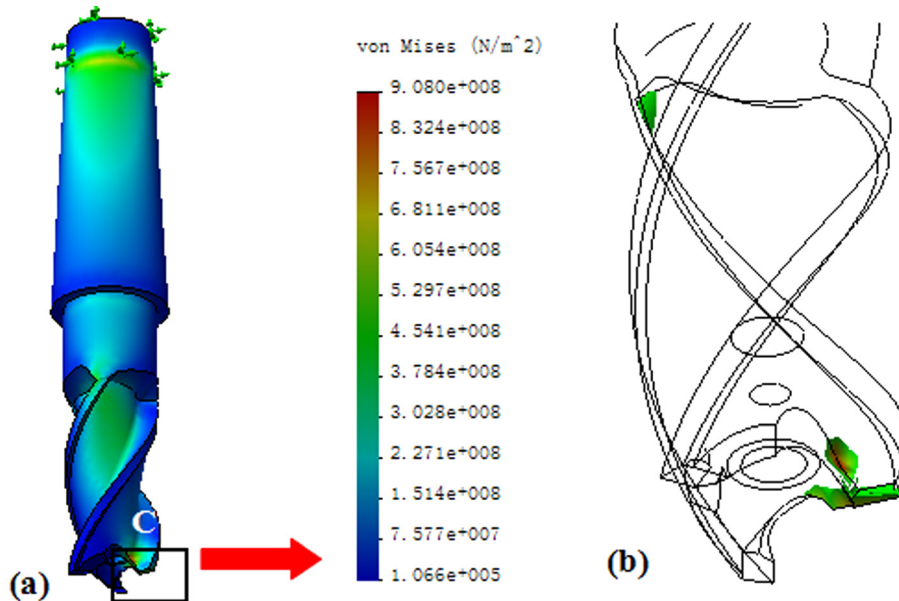 von Mises (N/m^2)
9.080e+008
8.324e+008
7.567e+008
6.811e+008
6.054e+008
5.297e+008
4.541e+008
3.784e+008
3.028e+008
2.271e+008
1.514e+008
7.577e+007
1.066e+005
C
(a)
(b)